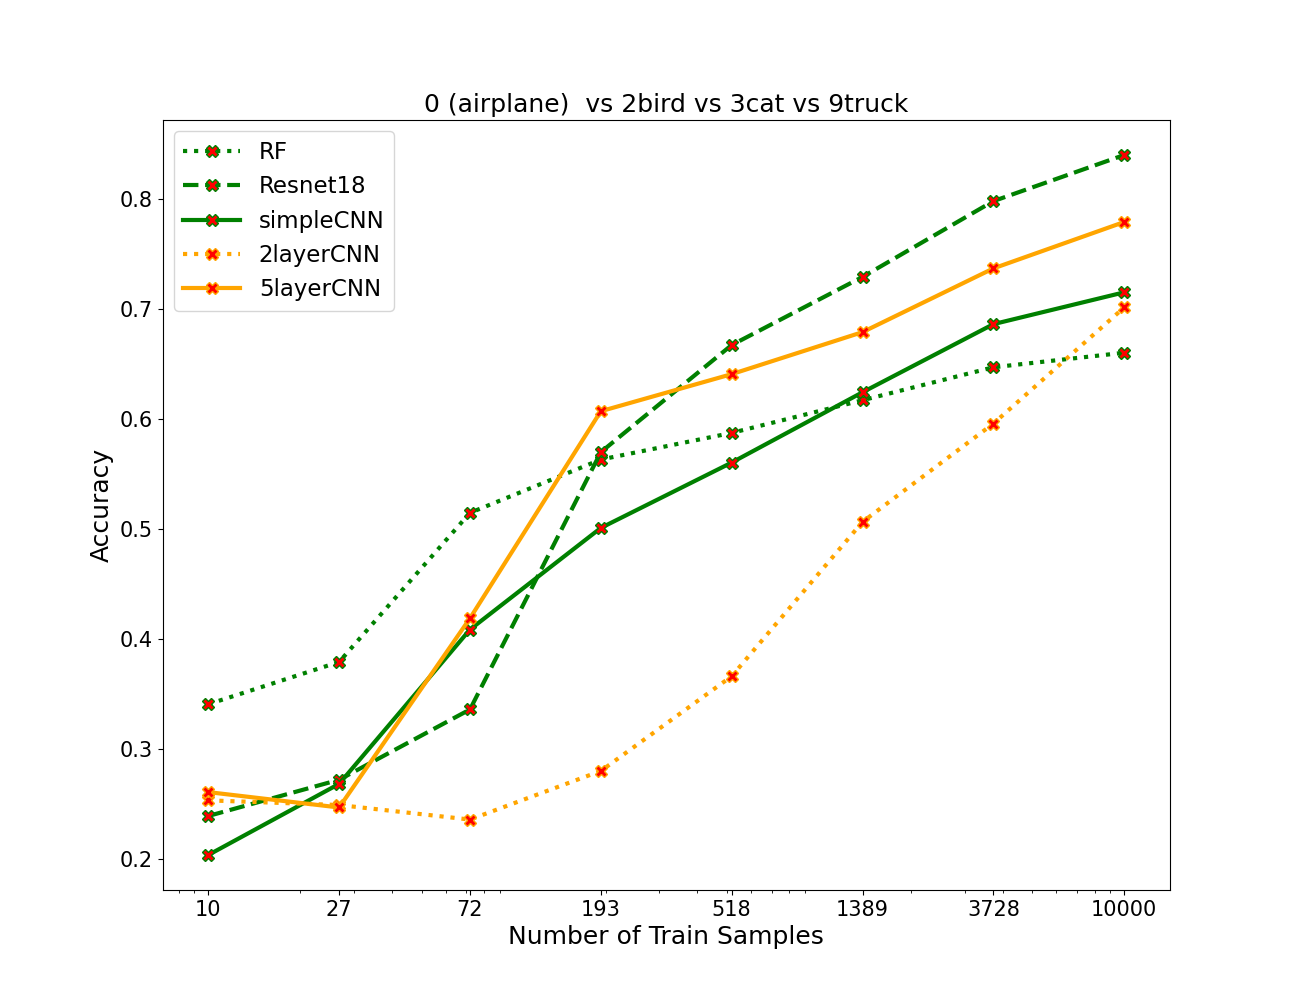 0 (airplane)  vs 2bird vs 3cat vs 9truck
RF
Resnet18
simpleCNN
2layerCNN
5layerCNN
Accuracy
0.8
0.7
0.6
0.5
0.4
0.3
0.2
10 27 72 193 518 1389 3728 10000
Number of Train Samples